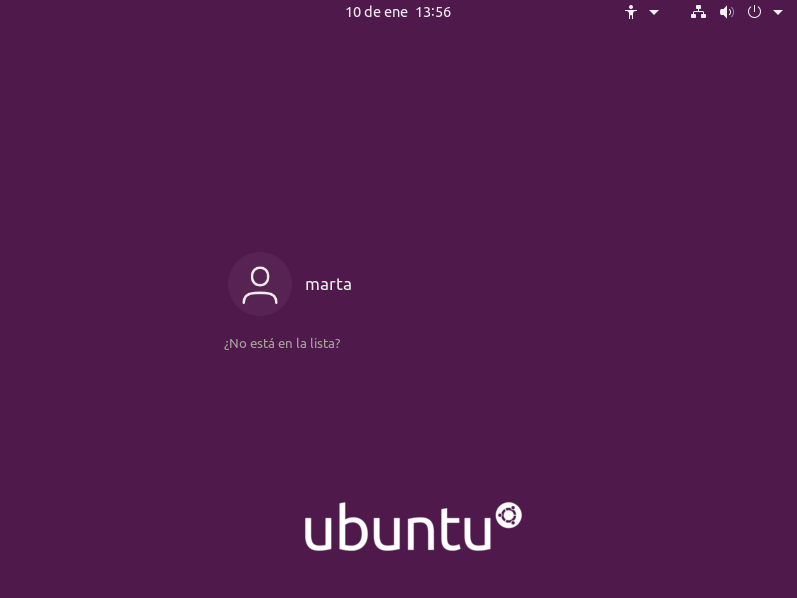 10 de ene 13:56
marta
¿No está en la lista?
ubuntu